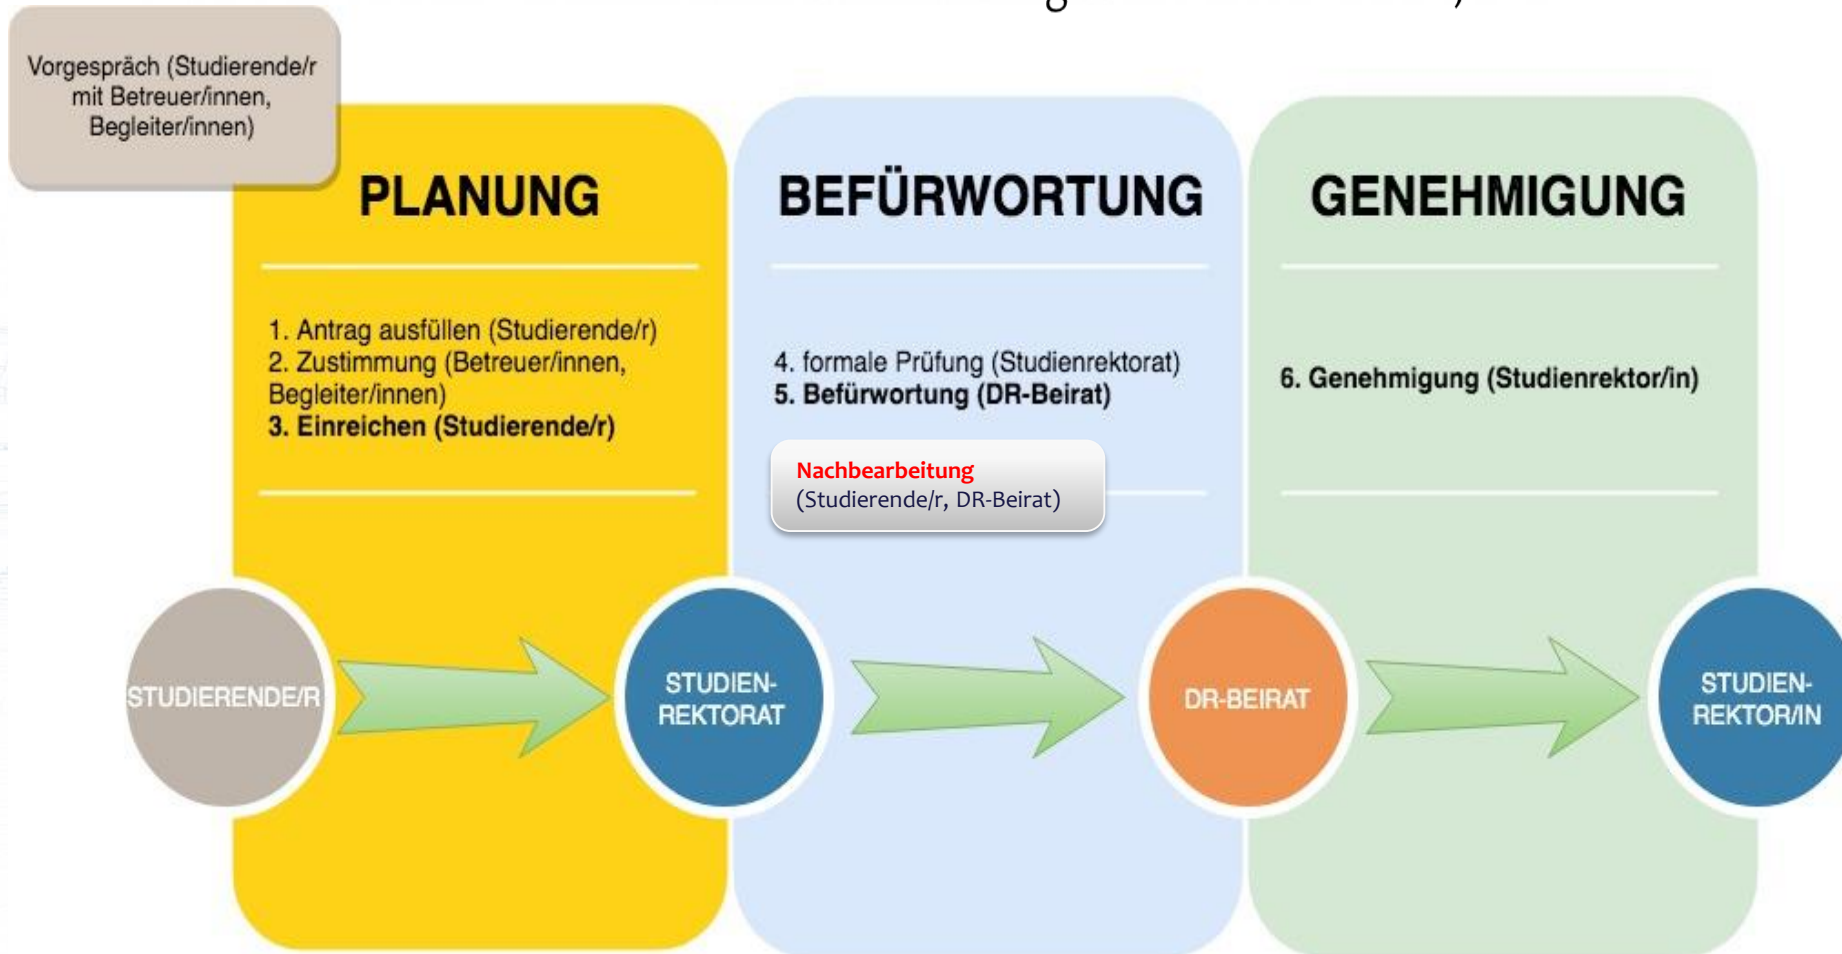 Vorgespräch (Studierende/r
mit Betreuer/innen,
Begleiter/innen)
PLANUNG
1. Antrag ausfüllen (Studierende/r)
2. Zustimmung (Betreuer/innen,
Begleiter/innen)
3. Einreichen (Studierende/r)
BEFÜRWORTUNG
4. formale Prüfung (Studienrektorat)
5. Befürwortung (DR-Beirat)
Nachbearbeitung
(Studierende/r, DR-Beirat)
GENEHMIGUNG
6. Genehmigung (Studienrektor/in)
STUDIERENDE/R
STUDIEN-
REKTORAT
DR-BEIRAT
STUDIEN-
REKTOR/IN